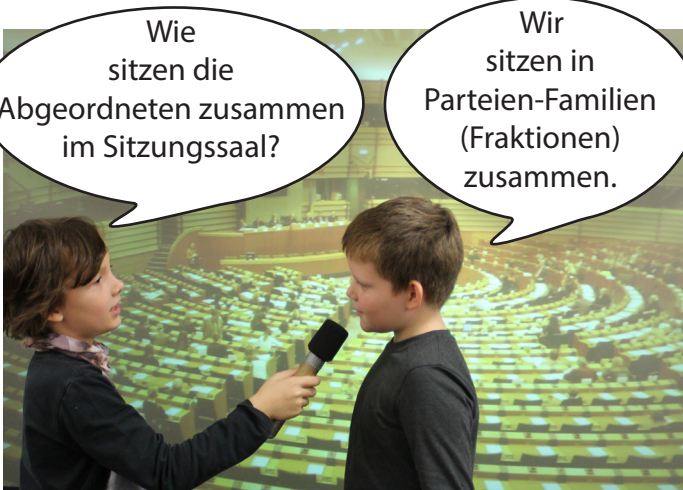 Wie
sitzen die
Abgeordneten zusammen
im Sitzungssaal?
Wir
sitzen in
Parteien-Familien
(Fraktionen)
zusammen.